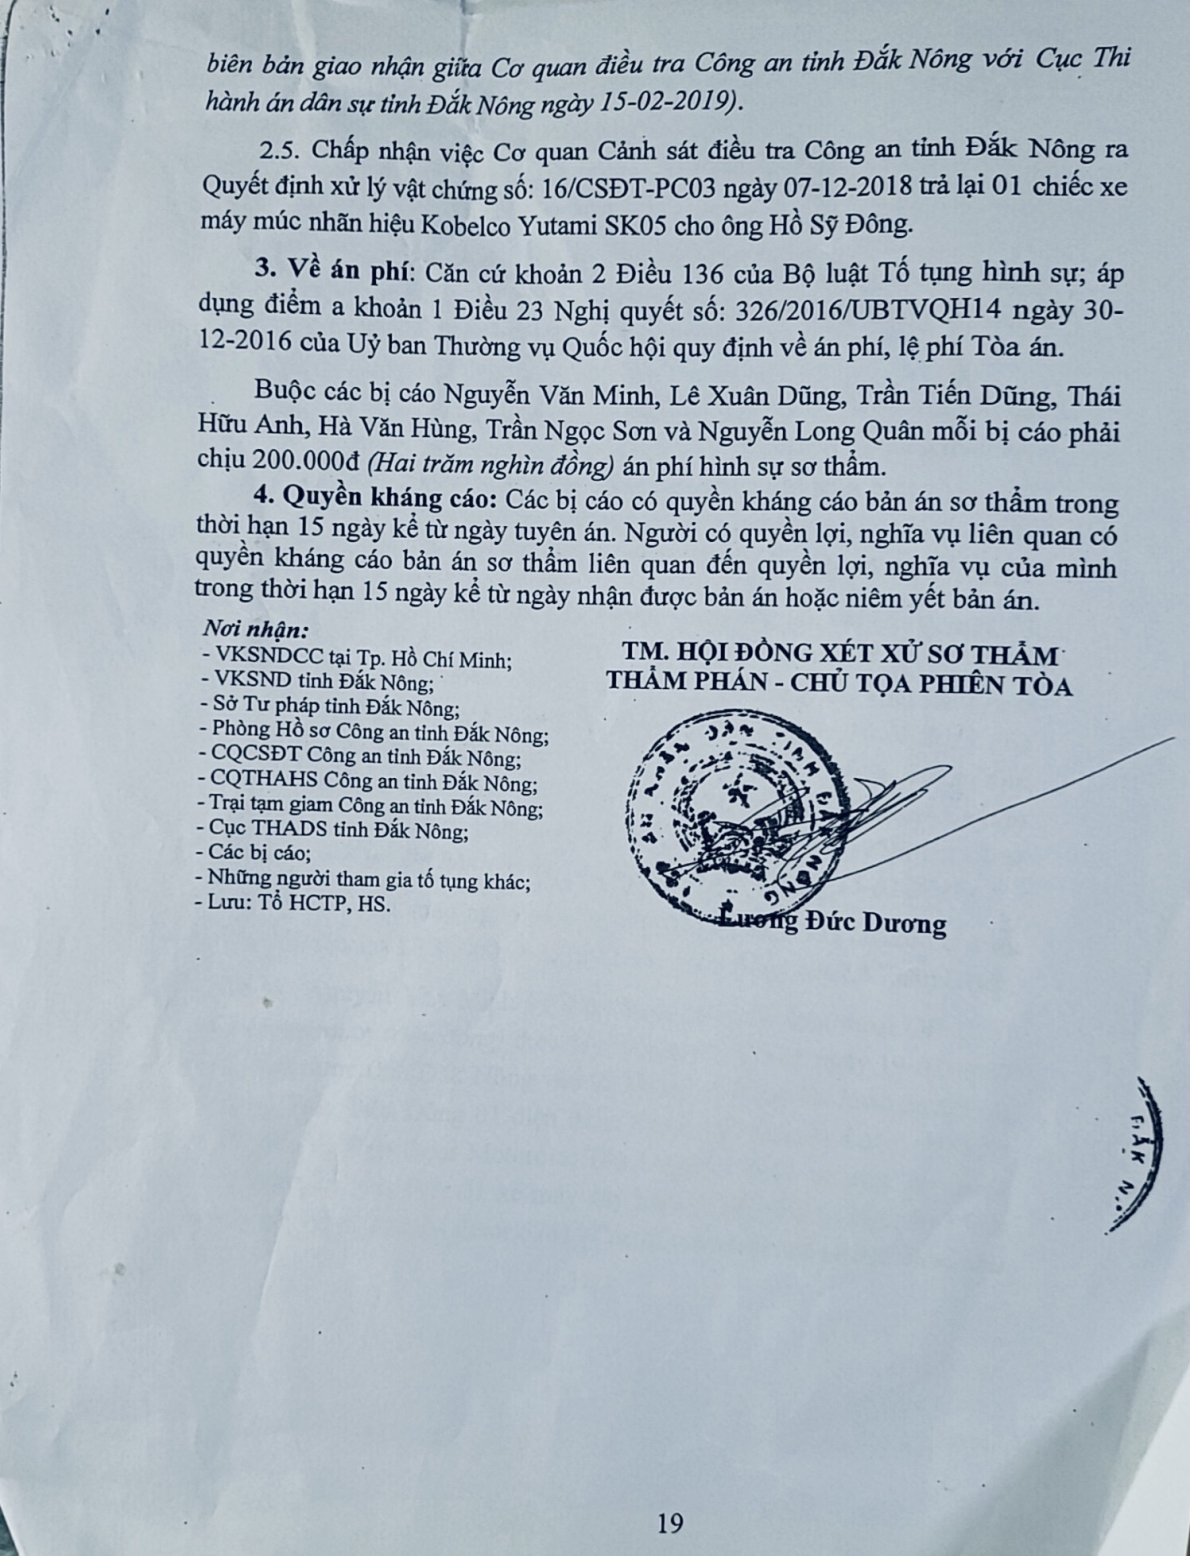 biên bản giao nhận giữa Cơ quan điều tra Công an tỉnh Đắk Nông với Cục Thi
hành án dân sự tỉnh Đắk Nông ngày 15-02-2019).
2.5. Chấp nhận việc Cơ quan Cảnh sát điều tra Công an tỉnh Đắk Nông ra
Quyết định xử lý vật chứng số: 16/CSĐT-PC03 ngày 07-12-2018 trả lại 01 chiếc xe
máy múc nhãn hiệu Kobelco Yutami SK05 cho ông Hồ Sỹ Đông.
3. Về án phí: Căn cứ khoản 2 Điều 136 của Bộ luật Tố tụng hình sự; áp
dụng điểm a khoản 1 Điều 23 Nghị quyết số: 326/2016/UBTVQH14 ngày 30-
12-2016 của Uỷ ban Thường vụ Quốc hội quy định về án phí, lệ phí Tòa án.
Buộc các bị cáo Nguyễn Văn Minh, Lê Xuân Dũng, Trần Tiến Dũng, Thái
Hữu Anh, Hà Văn Hùng, Trần Ngọc Sơn và Nguyễn Long Quân mỗi bị cáo phải
chịu 200.000đ (Hai trăm nghìn đồng) án phí hình sự sơ thẩm.
4. Quyền kháng cáo: Các bị cáo có quyền kháng cáo bản án sơ thẩm trong
thời hạn 15 ngày kể từ ngày tuyên án. Người có quyền lợi, nghĩa vụ liên quan có
quyền kháng cáo bản án sơ thẩm liên quan đến quyền lợi, nghĩa vụ của mình
trong thời hạn 15 ngày kể từ ngày nhận được bản án hoặc niêm yết bản án.
Nơi nhận:
- VKSNDCC tại Tp. Hồ Chí Minh;
- VKSND tỉnh Đắk Nông;
- Sở Tư pháp tỉnh Đắk Nông;
- Phòng Hồ sơ Công an tỉnh Đắk Nông;
- CQCSĐT Công an tỉnh Đắk Nông;
- CQTHAHS Công an tỉnh Đắk Nông;
- Trại tạm giam Công an tỉnh Đắk Nông;
- Cục THADS tỉnh Đắk Nông;
- Các bị cáo;
- Những người tham gia tố tụng khác;
- Lưu: Tổ HCTP, HS.
TM. HỘI ĐỒNG XÉT XỬ SƠ THẨM
THẨM PHÁN - CHỦ TỌA PHIÊN TÒA
DÂN TỈNH ĐẮK NÔNG
Lương Đức Dương
ĐẮK N
19